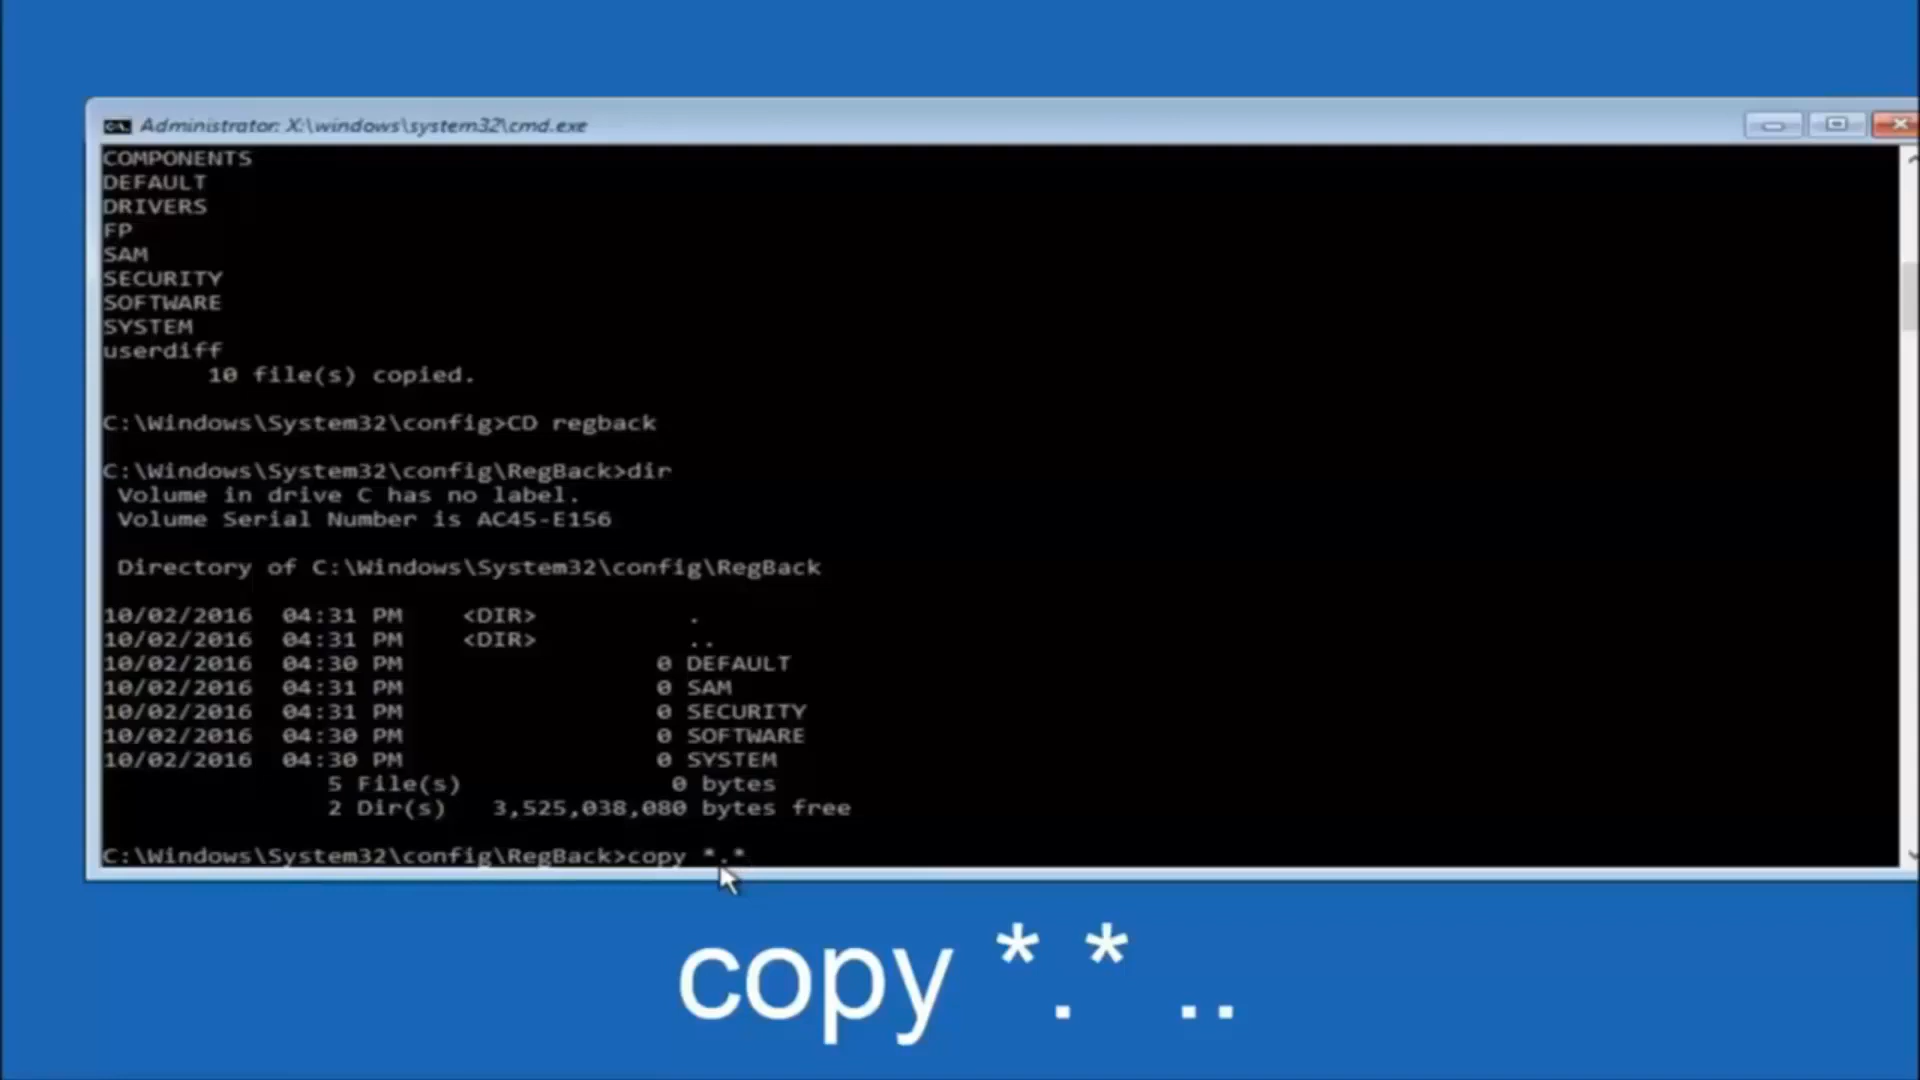 Administrator: X:\windows\system32\cmd.exe
COMPONENTS
DEFAULT
DRIVERS
FP
SAM
SECURITY
SOFTWARE
SYSTEM
userdiff
10 file(s) copied.
C:\Windows\System32\config>CD regback
C:\Windows\System32\config\RegBack>dir
Volume in drive C has no label.
Volume Serial Number is AC45-E156
Directory of C:\Windows\System32\config\RegBack
10/02/2016 04:31 PM <DIR> .
10/02/2016 04:31 PM <DIR> ..
10/02/2016 04:30 PM 0 DEFAULT
10/02/2016 04:31 PM 0 SAM
10/02/2016 04:31 PM 0 SECURITY
10/02/2016 04:30 PM 0 SOFTWARE
10/02/2016 04:30 PM 0 SYSTEM
5 File(s) 0 bytes
2 Dir(s) 3,525,038,080 bytes free
C:\Windows\System32\config\RegBack>copy *.*
copy *.* ..